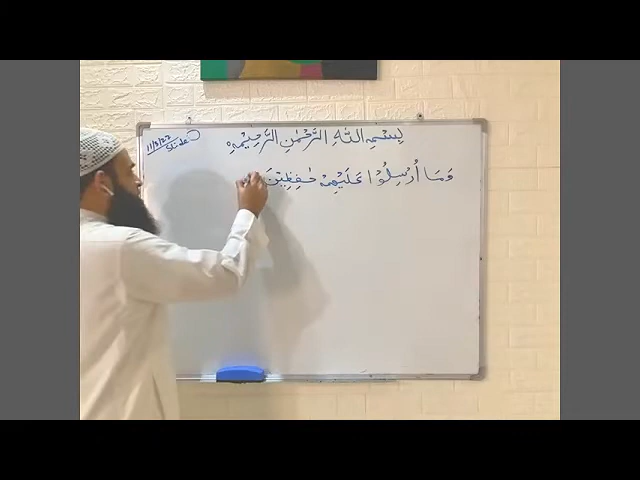 بِسْمِ اللّٰهِ الرَّحْمٰنِ الرَّحِيْمِ
وَمَا أُرْسِلُوْا عَلَيْهِمْ حٰفِظِيْنَ